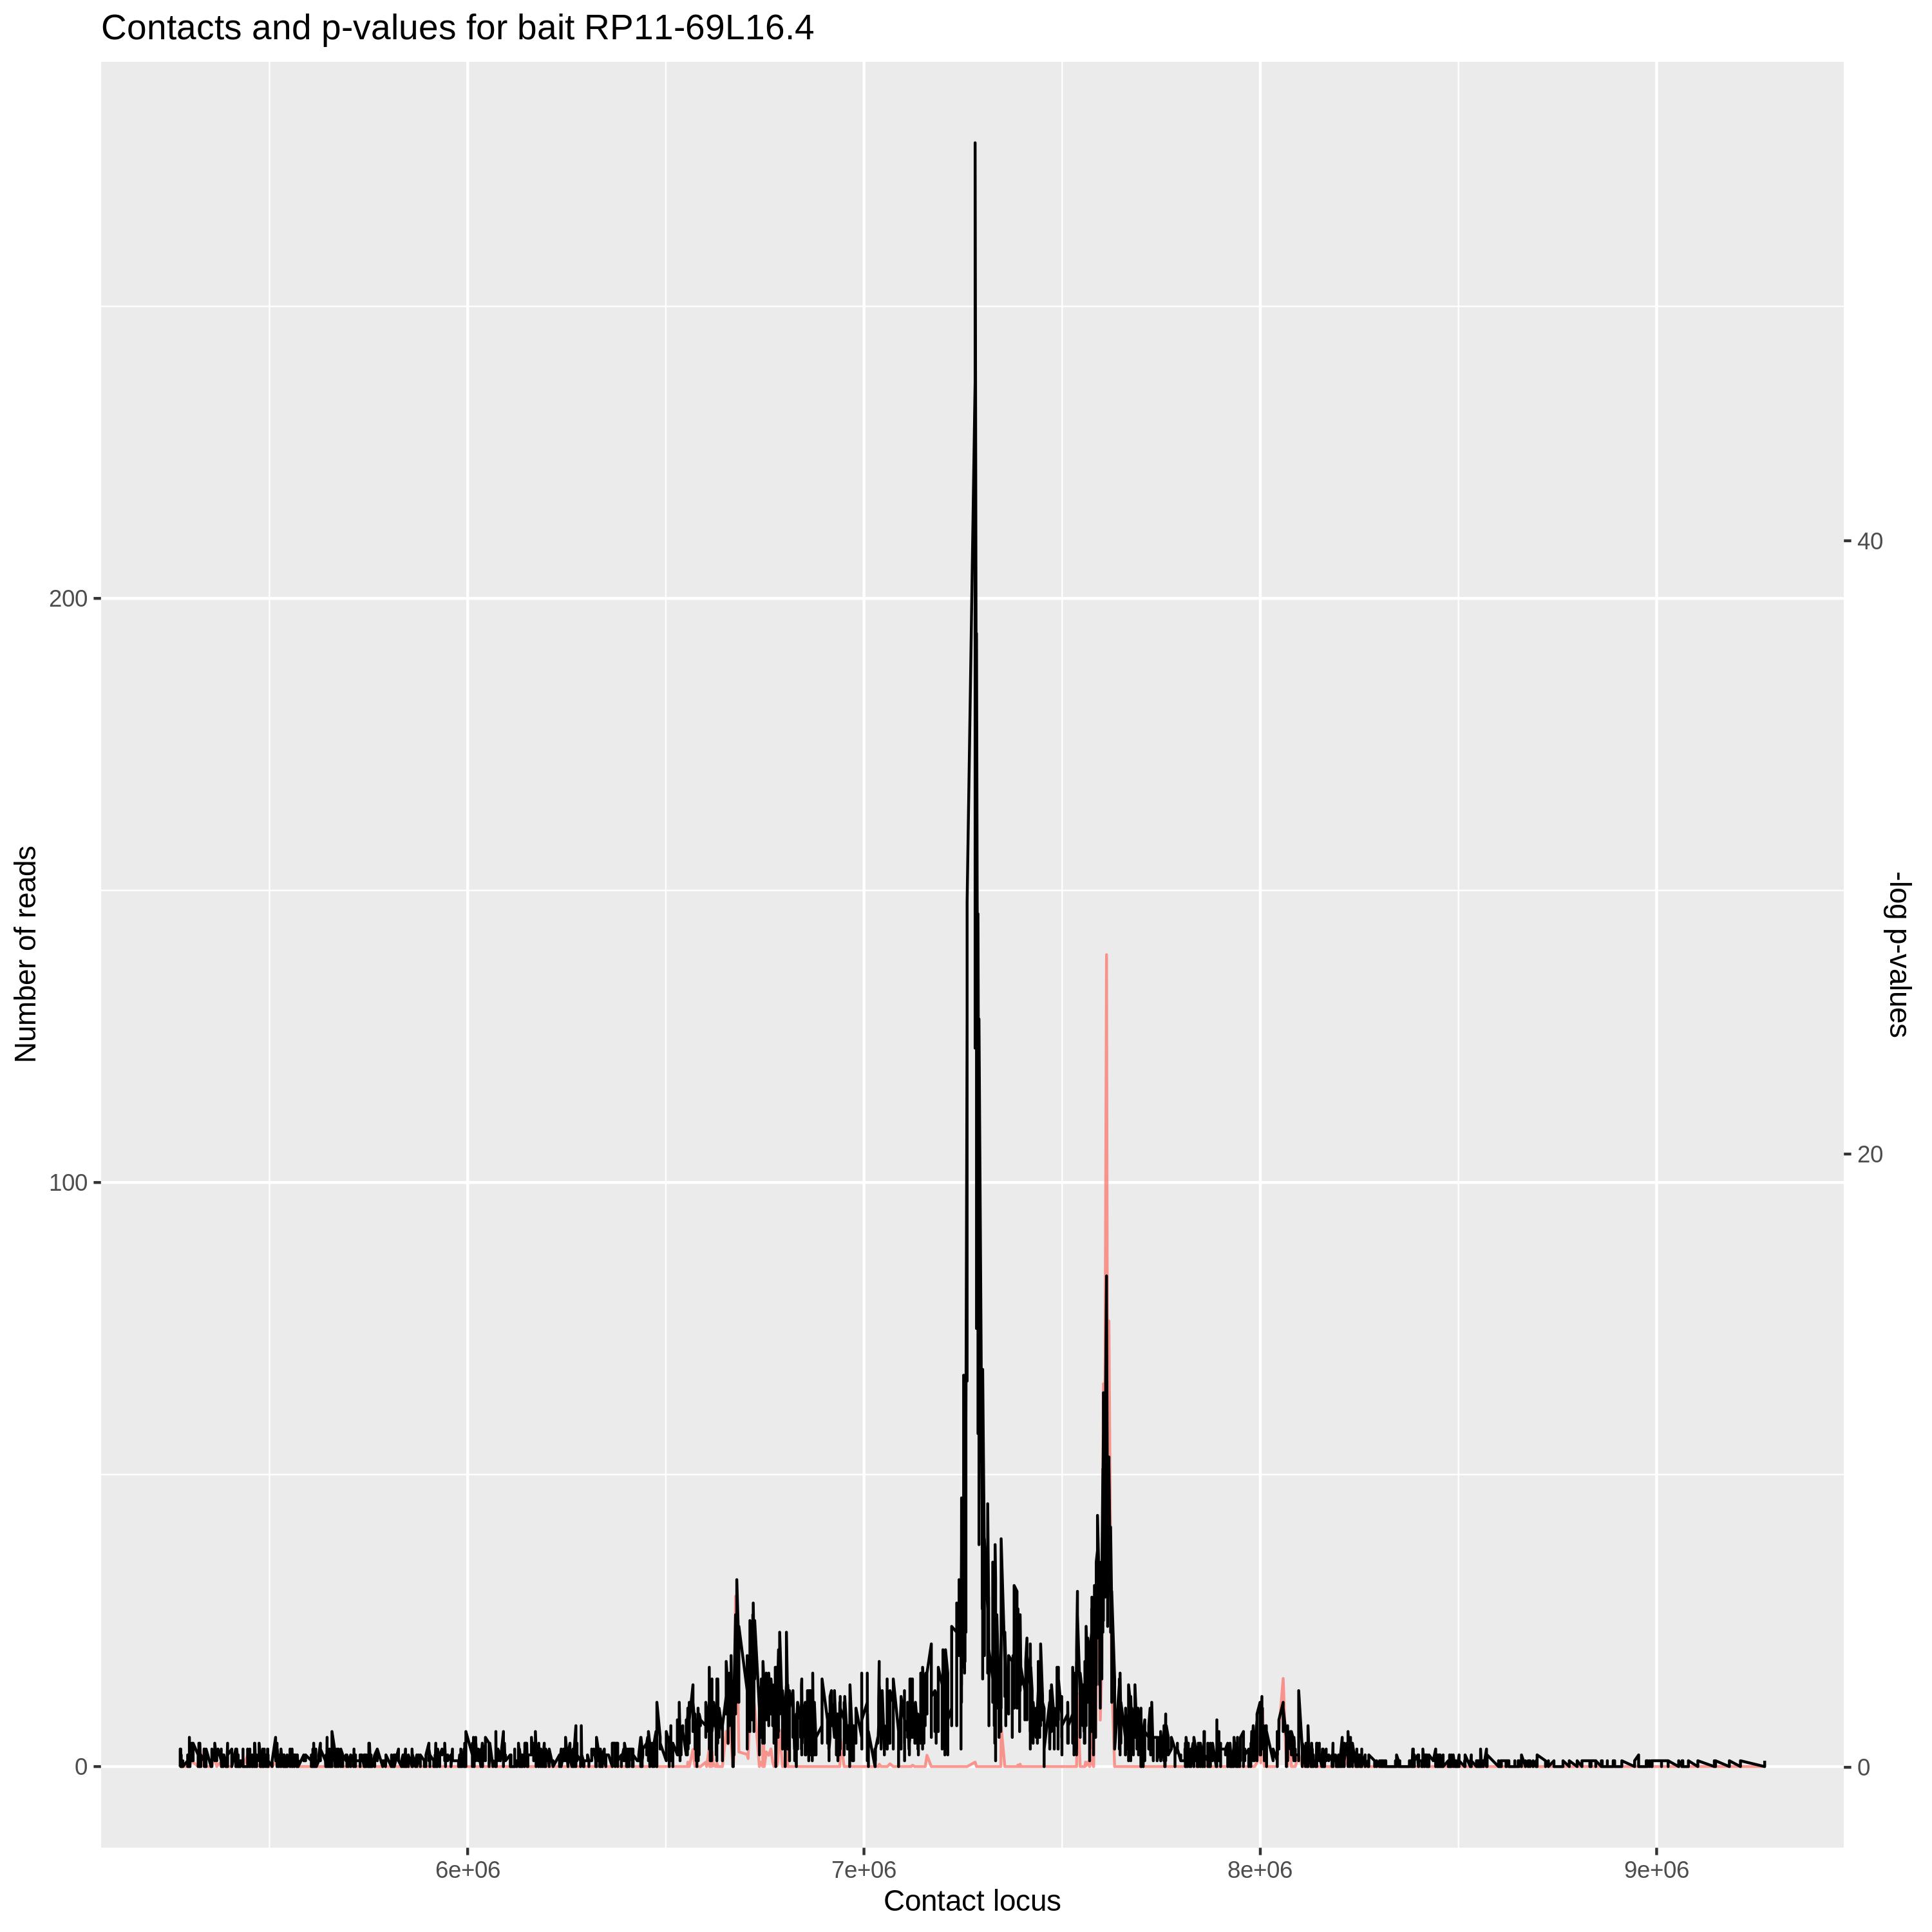 Contacts and p-values for bait RP11-69L16.4
Number of reads
200
100
0
40
20
0
-log p-values
6e+06
7e+06
8e+06
9e+06
Contact locus